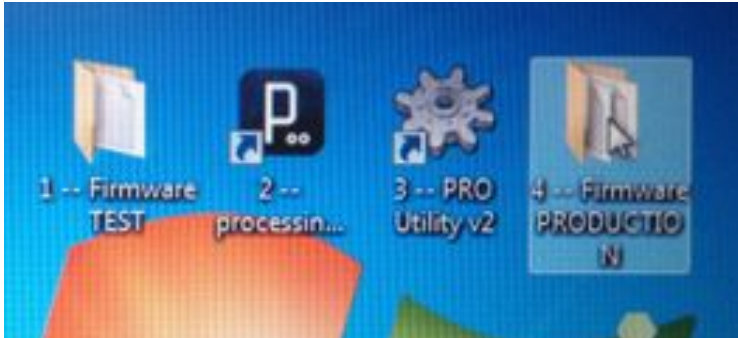 1 -- Firmware
TEST
2 --
processin...
3 -- PRO
Utility v2
4 -- Firmware
PRODUCTIO
N